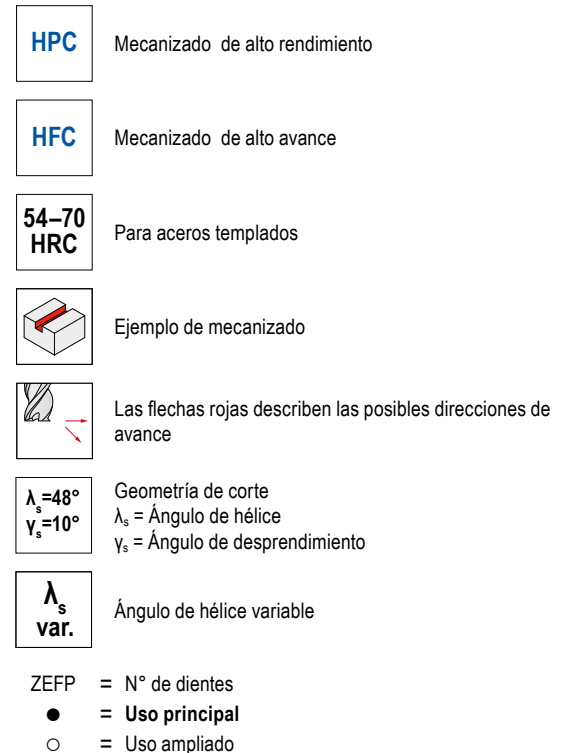 HPC Mecanizado de alto rendimiento
HFC Mecanizado de alto avance
54–70
HRC
Para aceros templados
Ejemplo de mecanizado
Las flechas rojas describen las posibles direcciones de
avance
λs=48°
γs=10°
Geometría de corte
λs = Ángulo de hélice
γs = Ángulo de desprendimiento
λs
var.
Ángulo de hélice variable
ZEFP = N° de dientes
● = Uso principal
○ = Uso ampliado